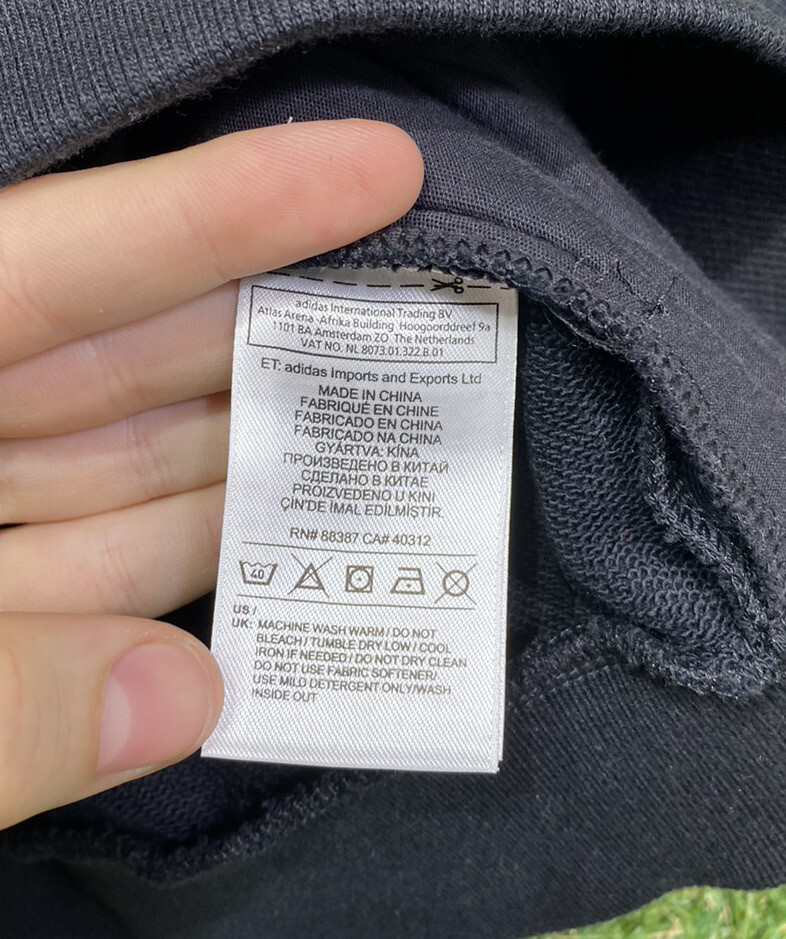 adidas International Trading BV
Atlas Arena Afrika Building Hoogoorddreef 9a
1101 BA Amsterdam ZO The Netherlands
VAT NO. NL 8073.01.322.B.01
ET: adidas Imports and Exports Ltd
MADE IN CHINA
FABRIQUÉ EN CHINE
FABRICADO EN CHINA
FABRICADO NA CHINA
GYÁRTVA: KÍNA
ПРОИЗВЕДЕНО В КИТАЙ
СДЕЛАНО В КИТАЕ
PROIZVEDENO U KINI
ÇİN'DE İMAL EDİLMİŞTİR
RN# 88387 CA# 40312
40
US /
UK: MACHINE WASH WARM / DO NOT
BLEACH / TUMBLE DRY LOW / COOL
IRON IF NEEDED / DO NOT DRY CLEAN
DO NOT USE FABRIC SOFTENER/
USE MILD DETERGENT ONLY/WASH
INSIDE OUT